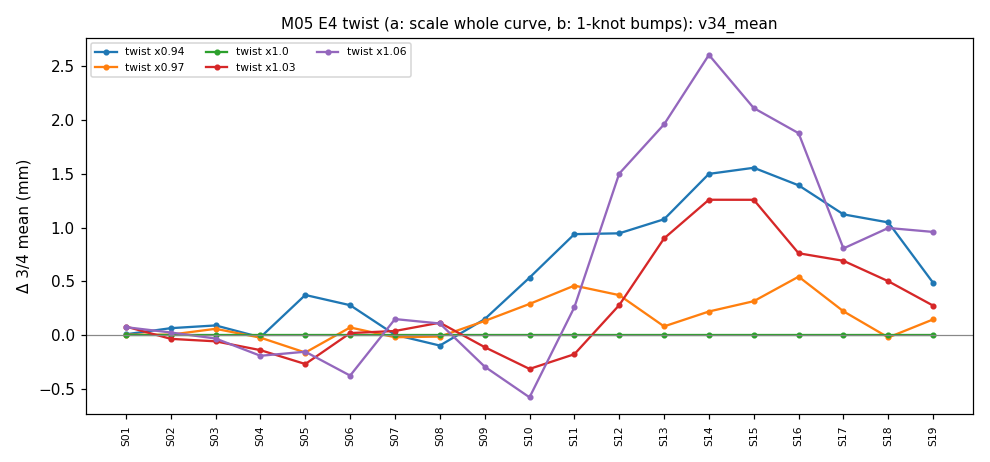 M05 E4 twist (a: scale whole curve, b: 1-knot bumps): v34_mean
twist x0.94
twist x1.0
twist x1.06
twist x0.97
twist x1.03
Δ 3/4 mean (mm)
2.5
2.0
1.5
1.0
0.5
0.0
−0.5
S01 S02 S03 S04 S05 S06 S07 S08 S09 S10 S11 S12 S13 S14 S15 S16 S17 S18 S19